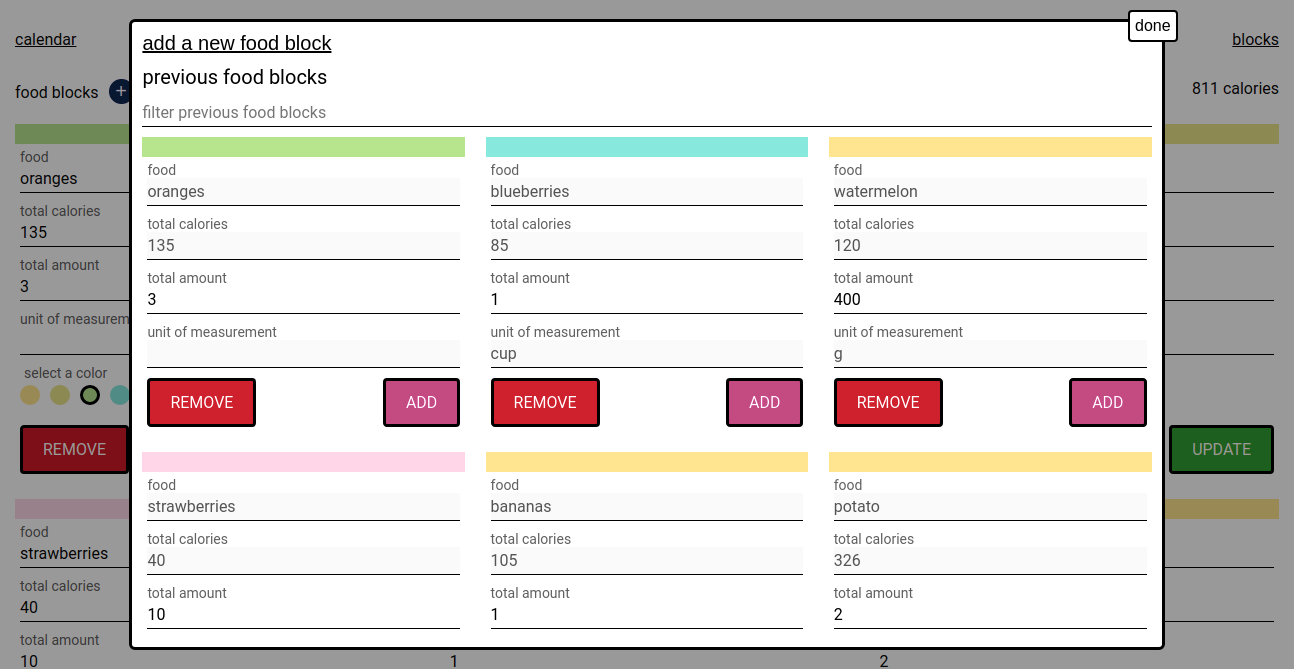 calendar
add a new food block
done
blocks
previous food blocks
food blocks +
811 calories
filter previous food blocks
food
oranges
total calories
135
total amount
3
unit of measurem
select a color
REMOVE
food
strawberries
total calories
40
total amount
10
food
oranges
total calories
135
total amount
3
unit of measurement
REMOVE
ADD
food
blueberries
total calories
85
total amount
1
unit of measurement
cup
REMOVE
ADD
food
watermelon
total calories
120
total amount
400
unit of measurement
g
REMOVE
ADD
food
strawberries
total calories
40
total amount
10
food
bananas
total calories
105
total amount
1
food
potato
total calories
326
total amount
2
UPDATE
1
2